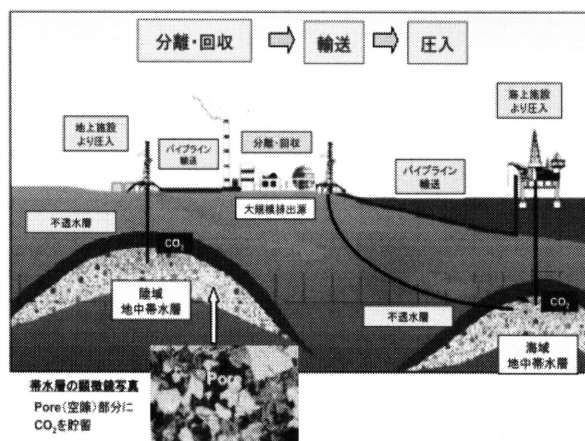 分離・回収
輸送
圧入
地上施設
より圧入
パイプライン
輸送
分離・回収
海上施設
より圧入
パイプライン
輸送
大規模排出源
不透水層
CO₂
陸域
地中帯水層
不透水層
CO₂
海域
地中帯水層
帯水層の顕微鏡写真
Pore(空隙)部分に
CO₂を貯留
Pore